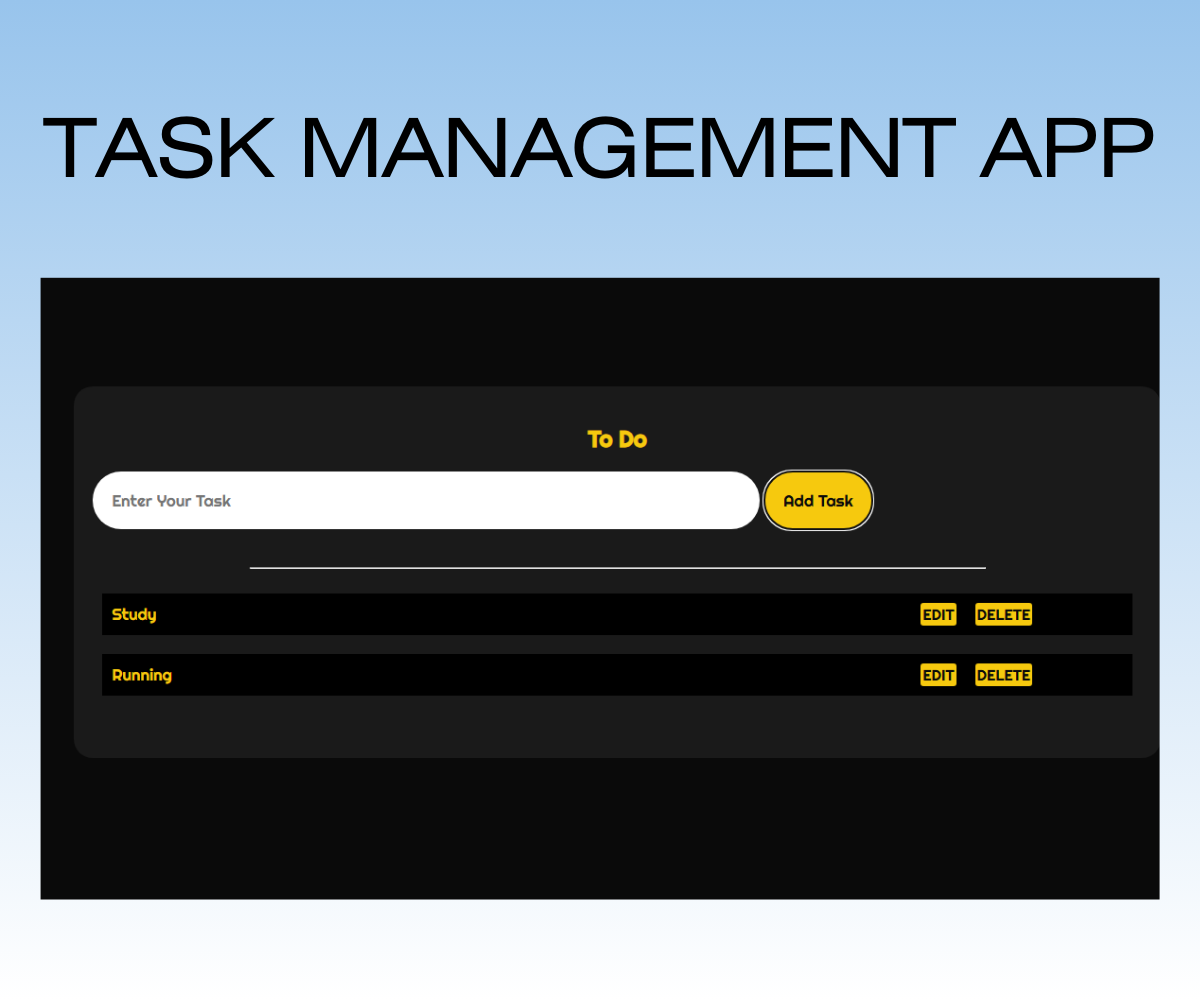 TASK MANAGEMENT APP
To Do
Enter Your Task Add Task
Study EDIT DELETE
Running EDIT DELETE